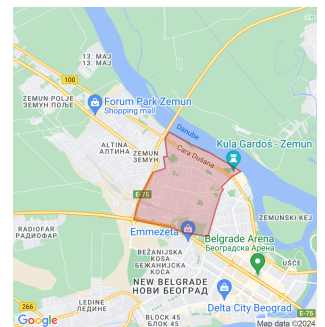 13. MAJ
13. МАЈ
100
ZEMUN POLJE
ЗЕМУН ПОЉЕ
Forum Park Zemun
Shopping mall
Danube
ALTINA
АЛТИНА
ZEMUN
ЗЕМУН
Cara Dušana
Kula Gardoš - Zemun
E-75
ZEMUNSKI KEJ
RADIOFAR
РАДИОФАР
Emmezeta
BEŽANIJSKA
KOSA
БЕЖАНИЈСКА
КОСА
Belgrade Arena
Београдска Арена
UŠĆE
УШЋЕ
LEDINE
ЛЕДИНЕ
NEW BELGRADE
НОВИ БЕОГРАД
Delta City Beograd
BLOCK 45
БЛОК 45
E-75
Google
Map data ©2024